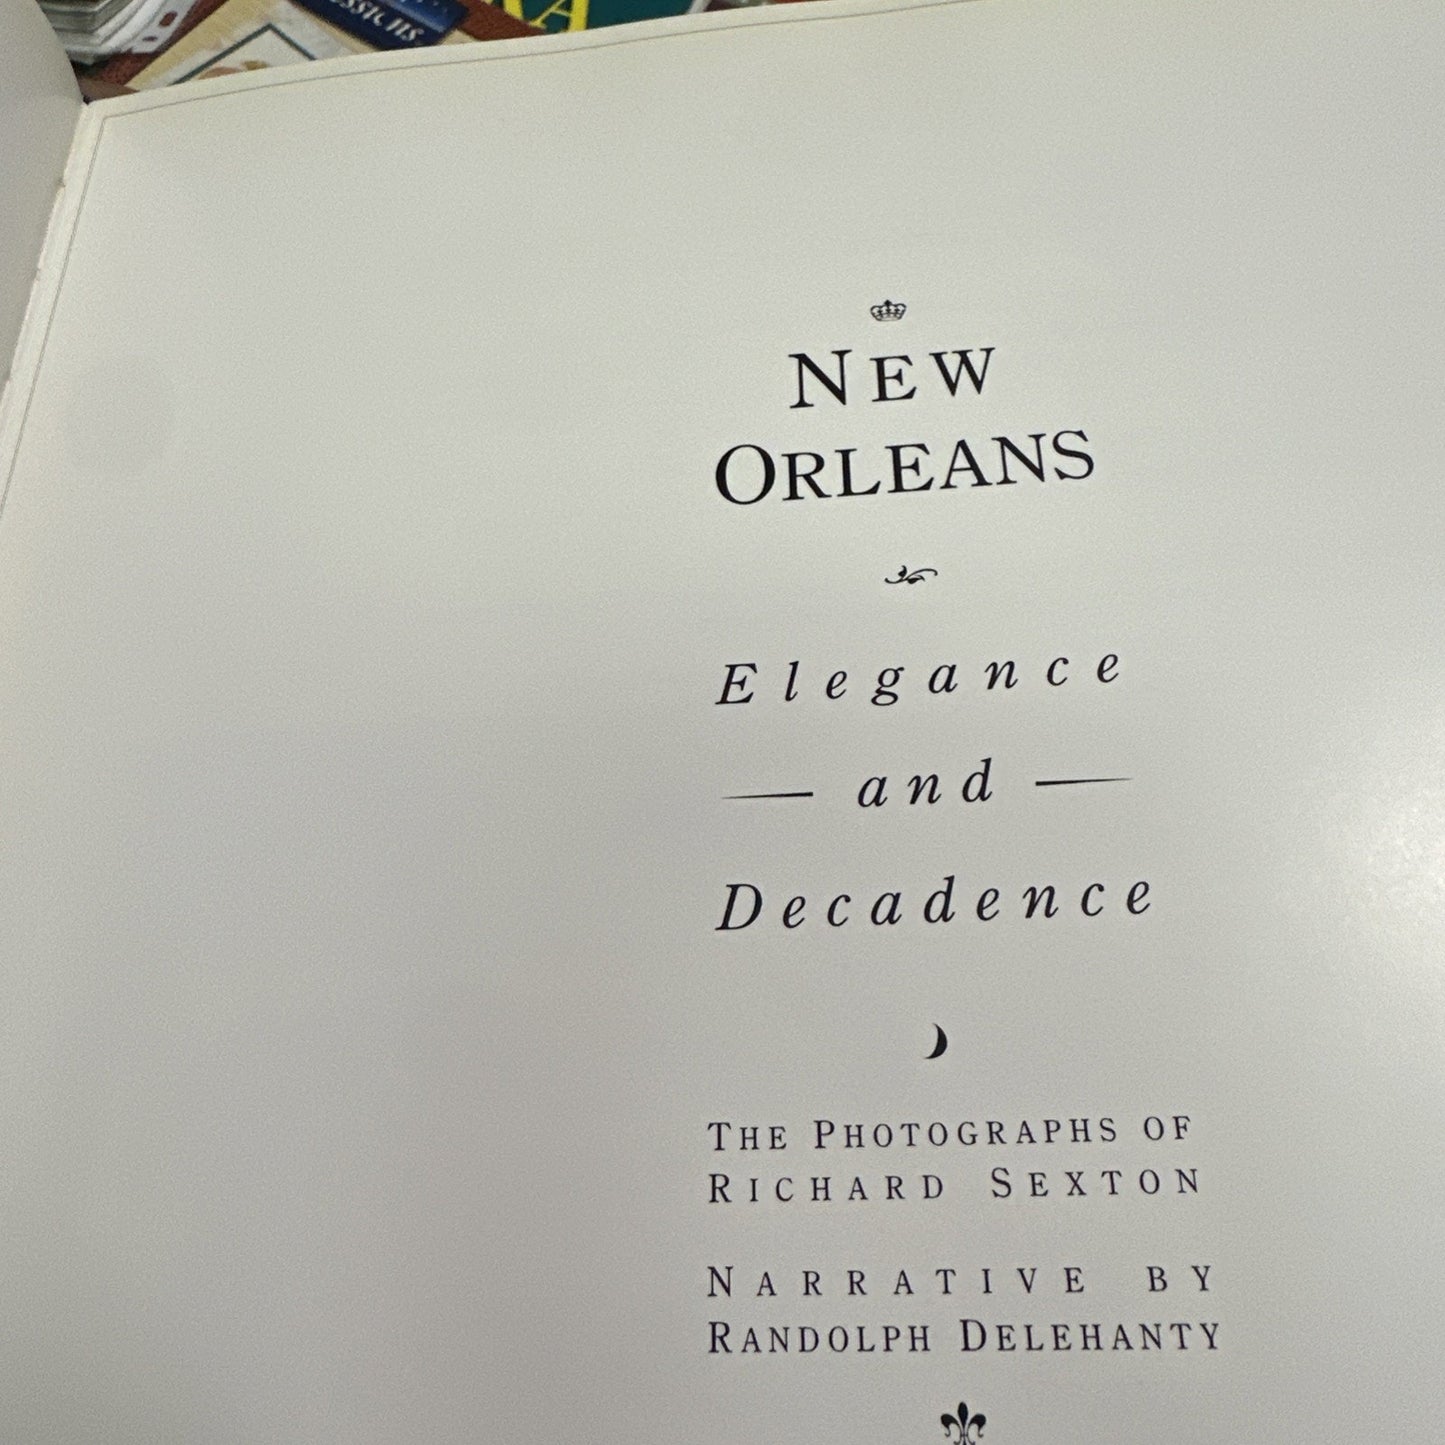 NEW
ORLEANS
Elegance
and
Decadence
THE PHOTOGRAPHS OF
RICHARD SEXTON
NARRATIVE BY
RANDOLPH DELEHANTY